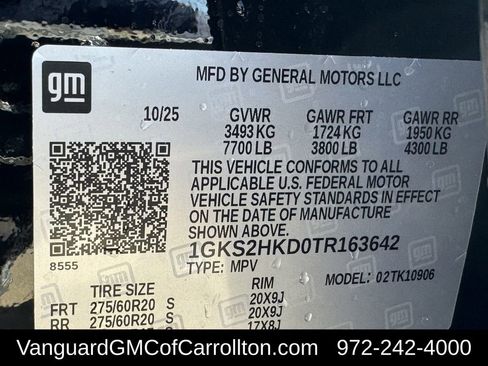 gm
MFD BY GENERAL MOTORS LLC
10/25 GVWR GAWR FRT GAWR RR
3493 KG 1724 KG 1950 KG
7700 LB 3800 LB 4300 LB
THIS VEHICLE CONFORMS TO ALL
APPLICABLE U.S. FEDERAL MOTOR
VEHICLE SAFETY STANDARDS IN EFFECT
ON THE DATE OF MANUFACTURE
SHOWN ABOVE.
1GKS2HKD0TR163642
8555
TYPE: MPV MODEL: 02TK10906
TIRE SIZE RIM
FRT 275/60R20 S 20X9J
RR 275/60R20 S 20X9J
17X8J
VanguardGMCofCarrollton.com 972-242-4000